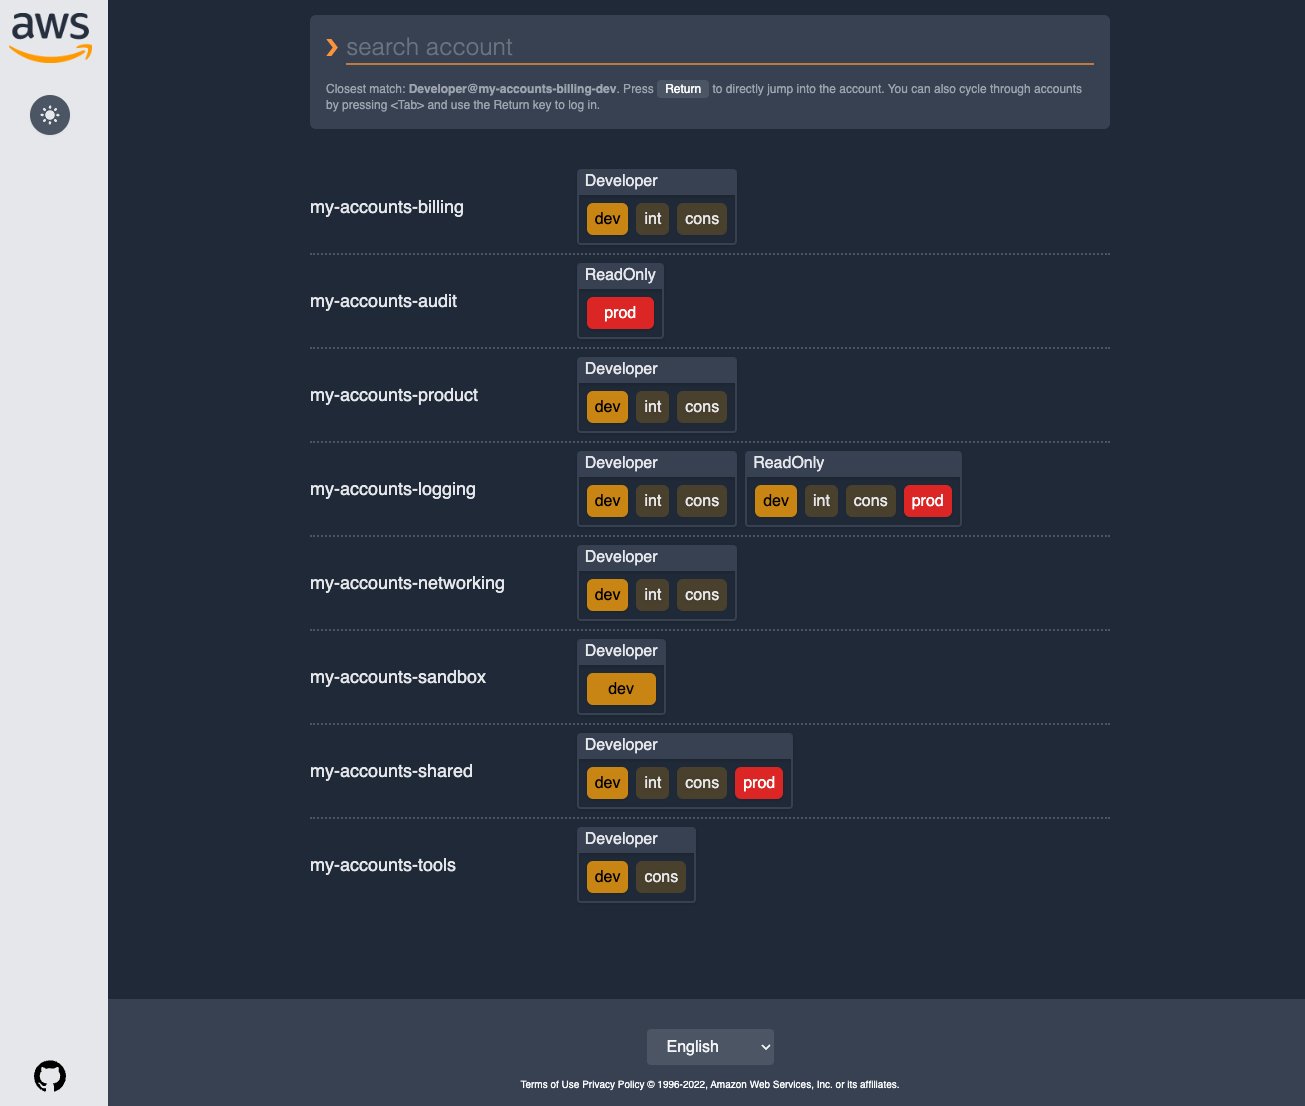 aws
❯ search account
Closest match: Developer@my-accounts-billing-dev. Press Return to directly jump into the account. You can also cycle through accounts
by pressing <Tab> and use the Return key to log in.
my-accounts-billing
Developer
dev int cons
my-accounts-audit
ReadOnly
prod
my-accounts-product
Developer
dev int cons
my-accounts-logging
Developer
dev int cons
ReadOnly
dev int cons prod
my-accounts-networking
Developer
dev int cons
my-accounts-sandbox
Developer
dev
my-accounts-shared
Developer
dev int cons prod
my-accounts-tools
Developer
dev cons
English
Terms of Use Privacy Policy © 1996-2022, Amazon Web Services, Inc. or its affiliates.